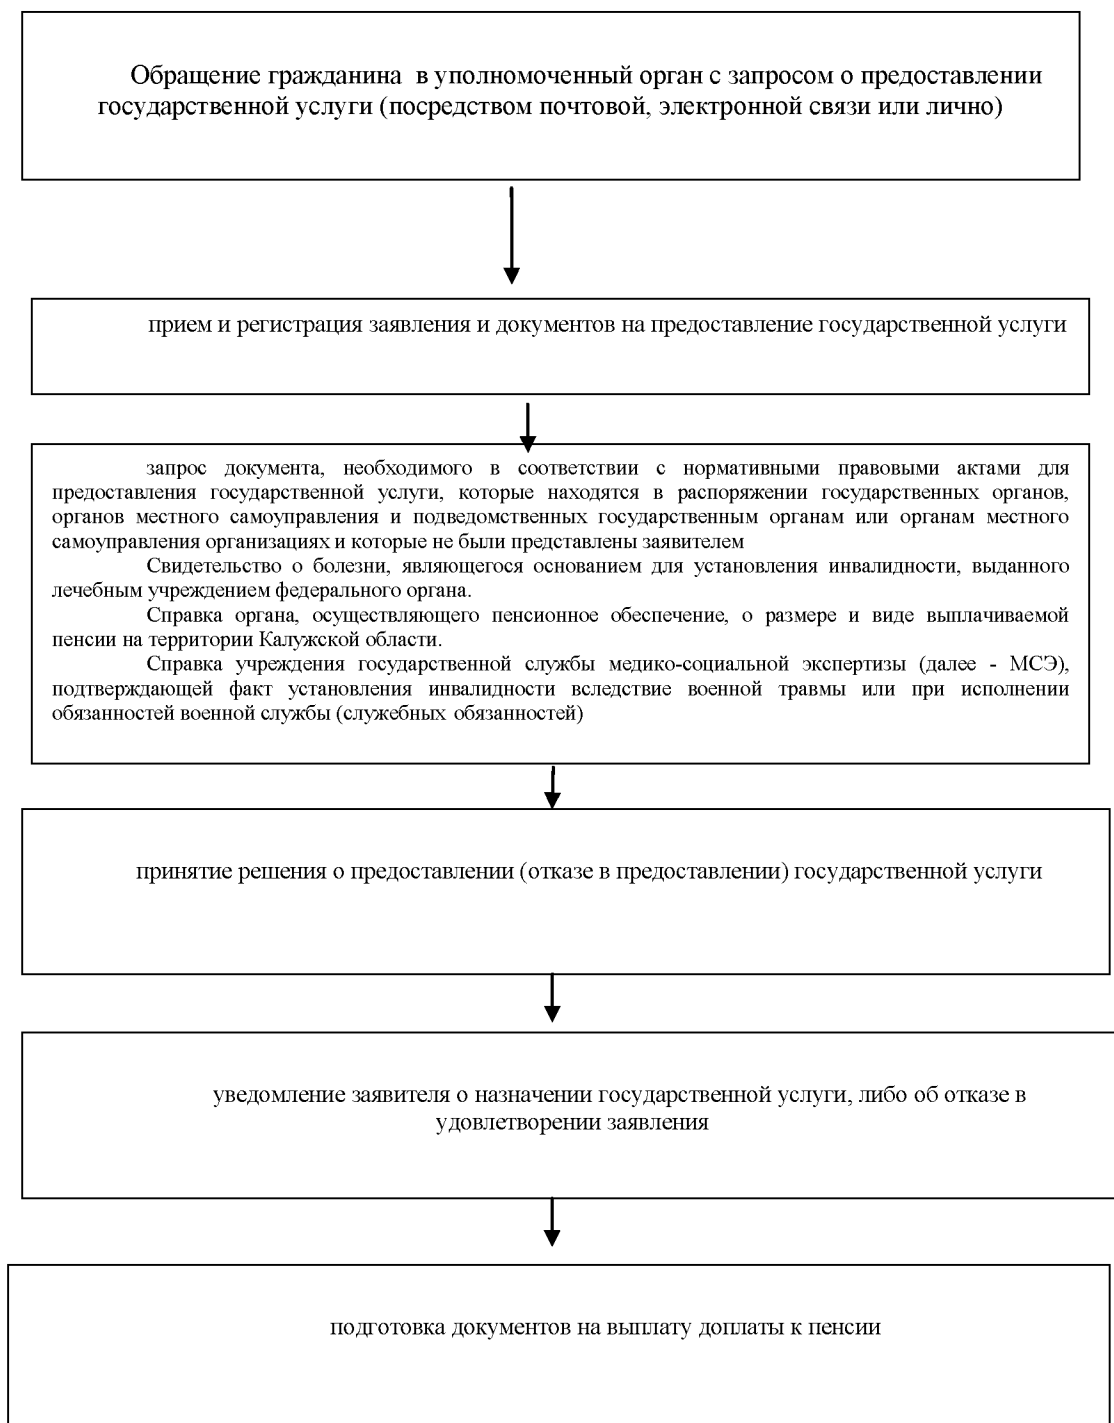 Обращение гражданина в уполномоченный орган с запросом о предоставлении
государственной услуги (посредством почтовой, электронной связи или лично)
прием и регистрация заявления и документов на предоставление государственной услуги
запрос документа, необходимого в соответствии с нормативными правовыми актами для
предоставления государственной услуги, которые находятся в распоряжении государственных органов,
органов местного самоуправления и подведомственных государственным органам или органам местного
самоуправления организациях и которые не были представлены заявителем
Свидетельство о болезни, являющегося основанием для установления инвалидности, выданного
лечебным учреждением федерального органа.
Справка органа, осуществляющего пенсионное обеспечение, о размере и виде выплачиваемой
пенсии на территории Калужской области.
Справка учреждения государственной службы медико-социальной экспертизы (далее - МСЭ),
подтверждающей факт установления инвалидности вследствие военной травмы или при исполнении
обязанностей военной службы (служебных обязанностей)
принятие решения о предоставлении (отказе в предоставлении) государственной услуги
уведомление заявителя о назначении государственной услуги, либо об отказе в
удовлетворении заявления
подготовка документов на выплату доплаты к пенсии